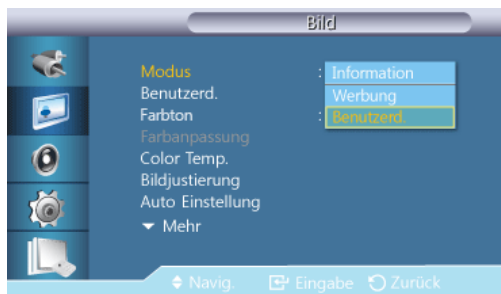 Bild
Modus : Information
Benutzerd. Werbung
Farbton : Benutzerd.
Farbanpassung
Color Temp.
Bildjustierung
Auto Einstellung
Mehr
Navig. Eingabe Zurück